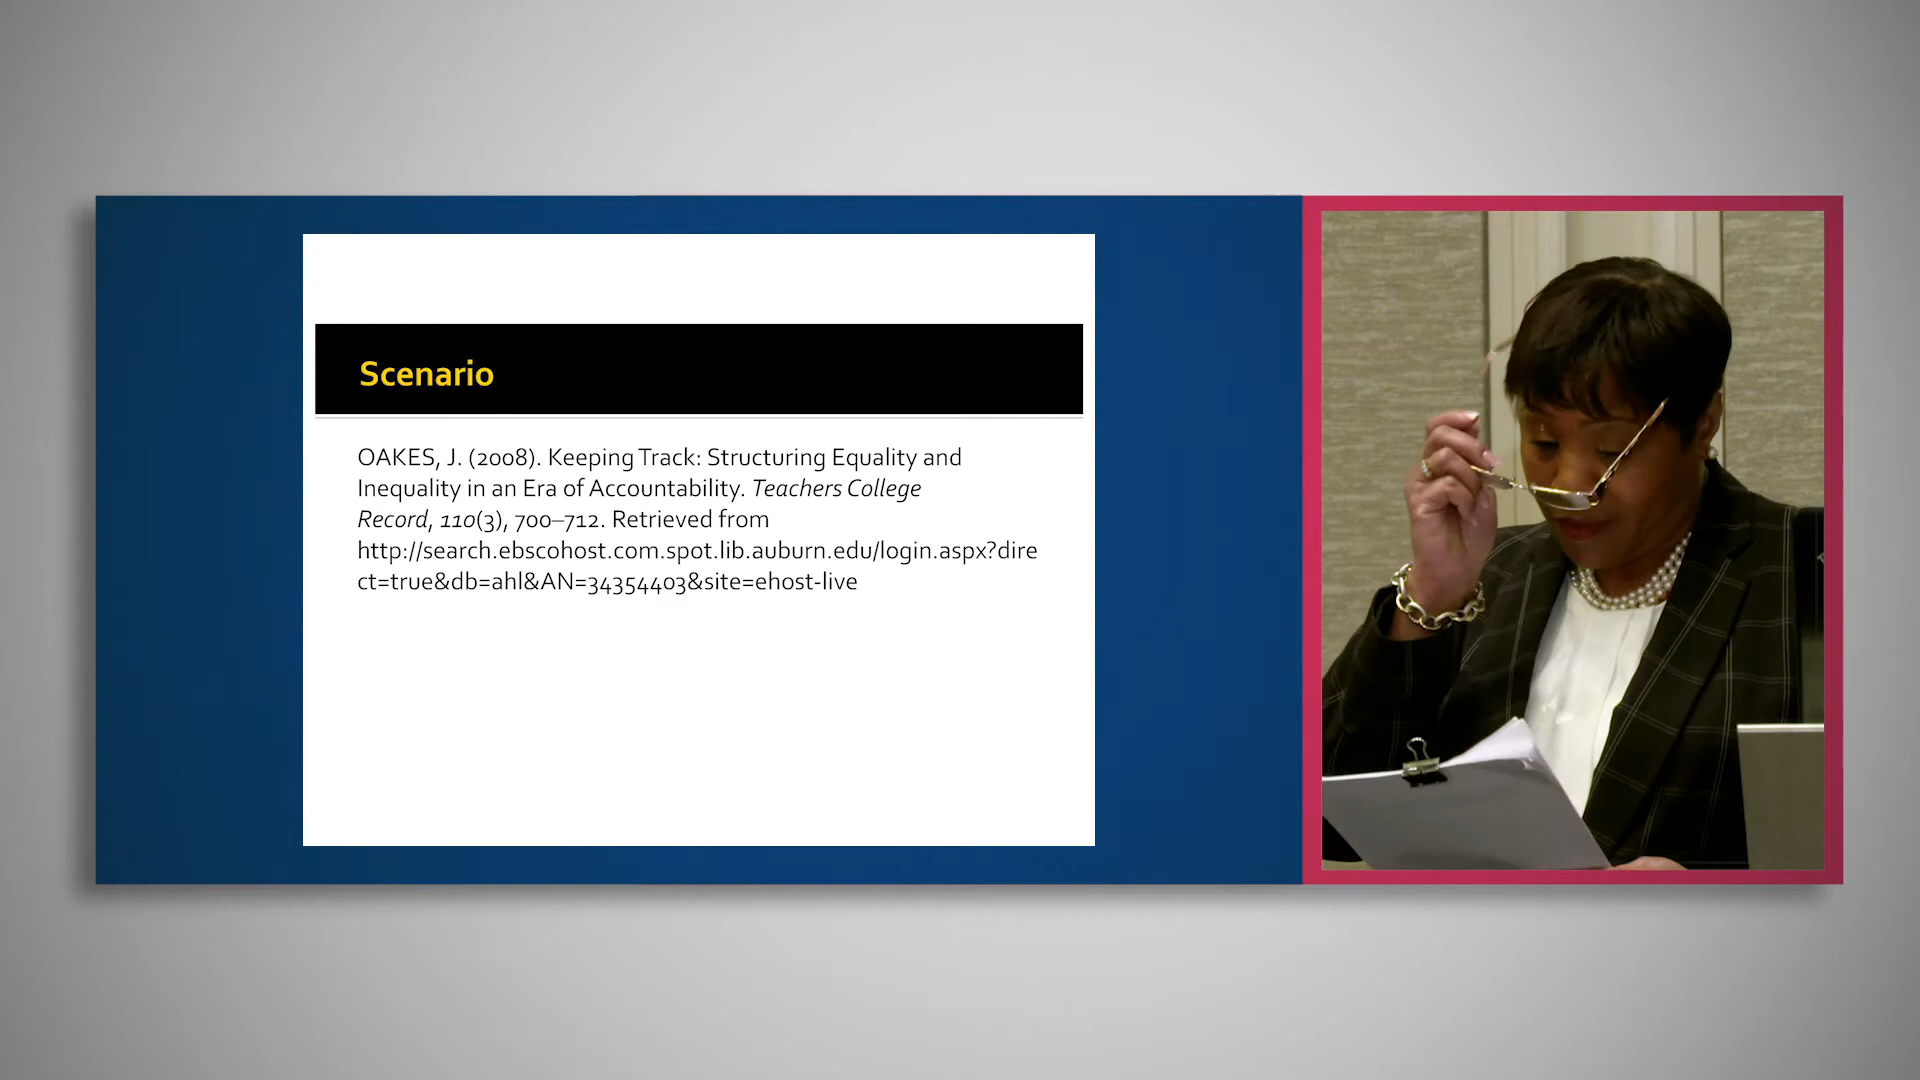 Scenario
OAKES, J. (2008). Keeping Track: Structuring Equality and
Inequality in an Era of Accountability. Teachers College
Record, 110(3), 700–712. Retrieved from
http://search.ebscohost.com.spot.lib.auburn.edu/login.aspx?dire
ct=true&db=ahl&AN=34354403&site=ehost-live